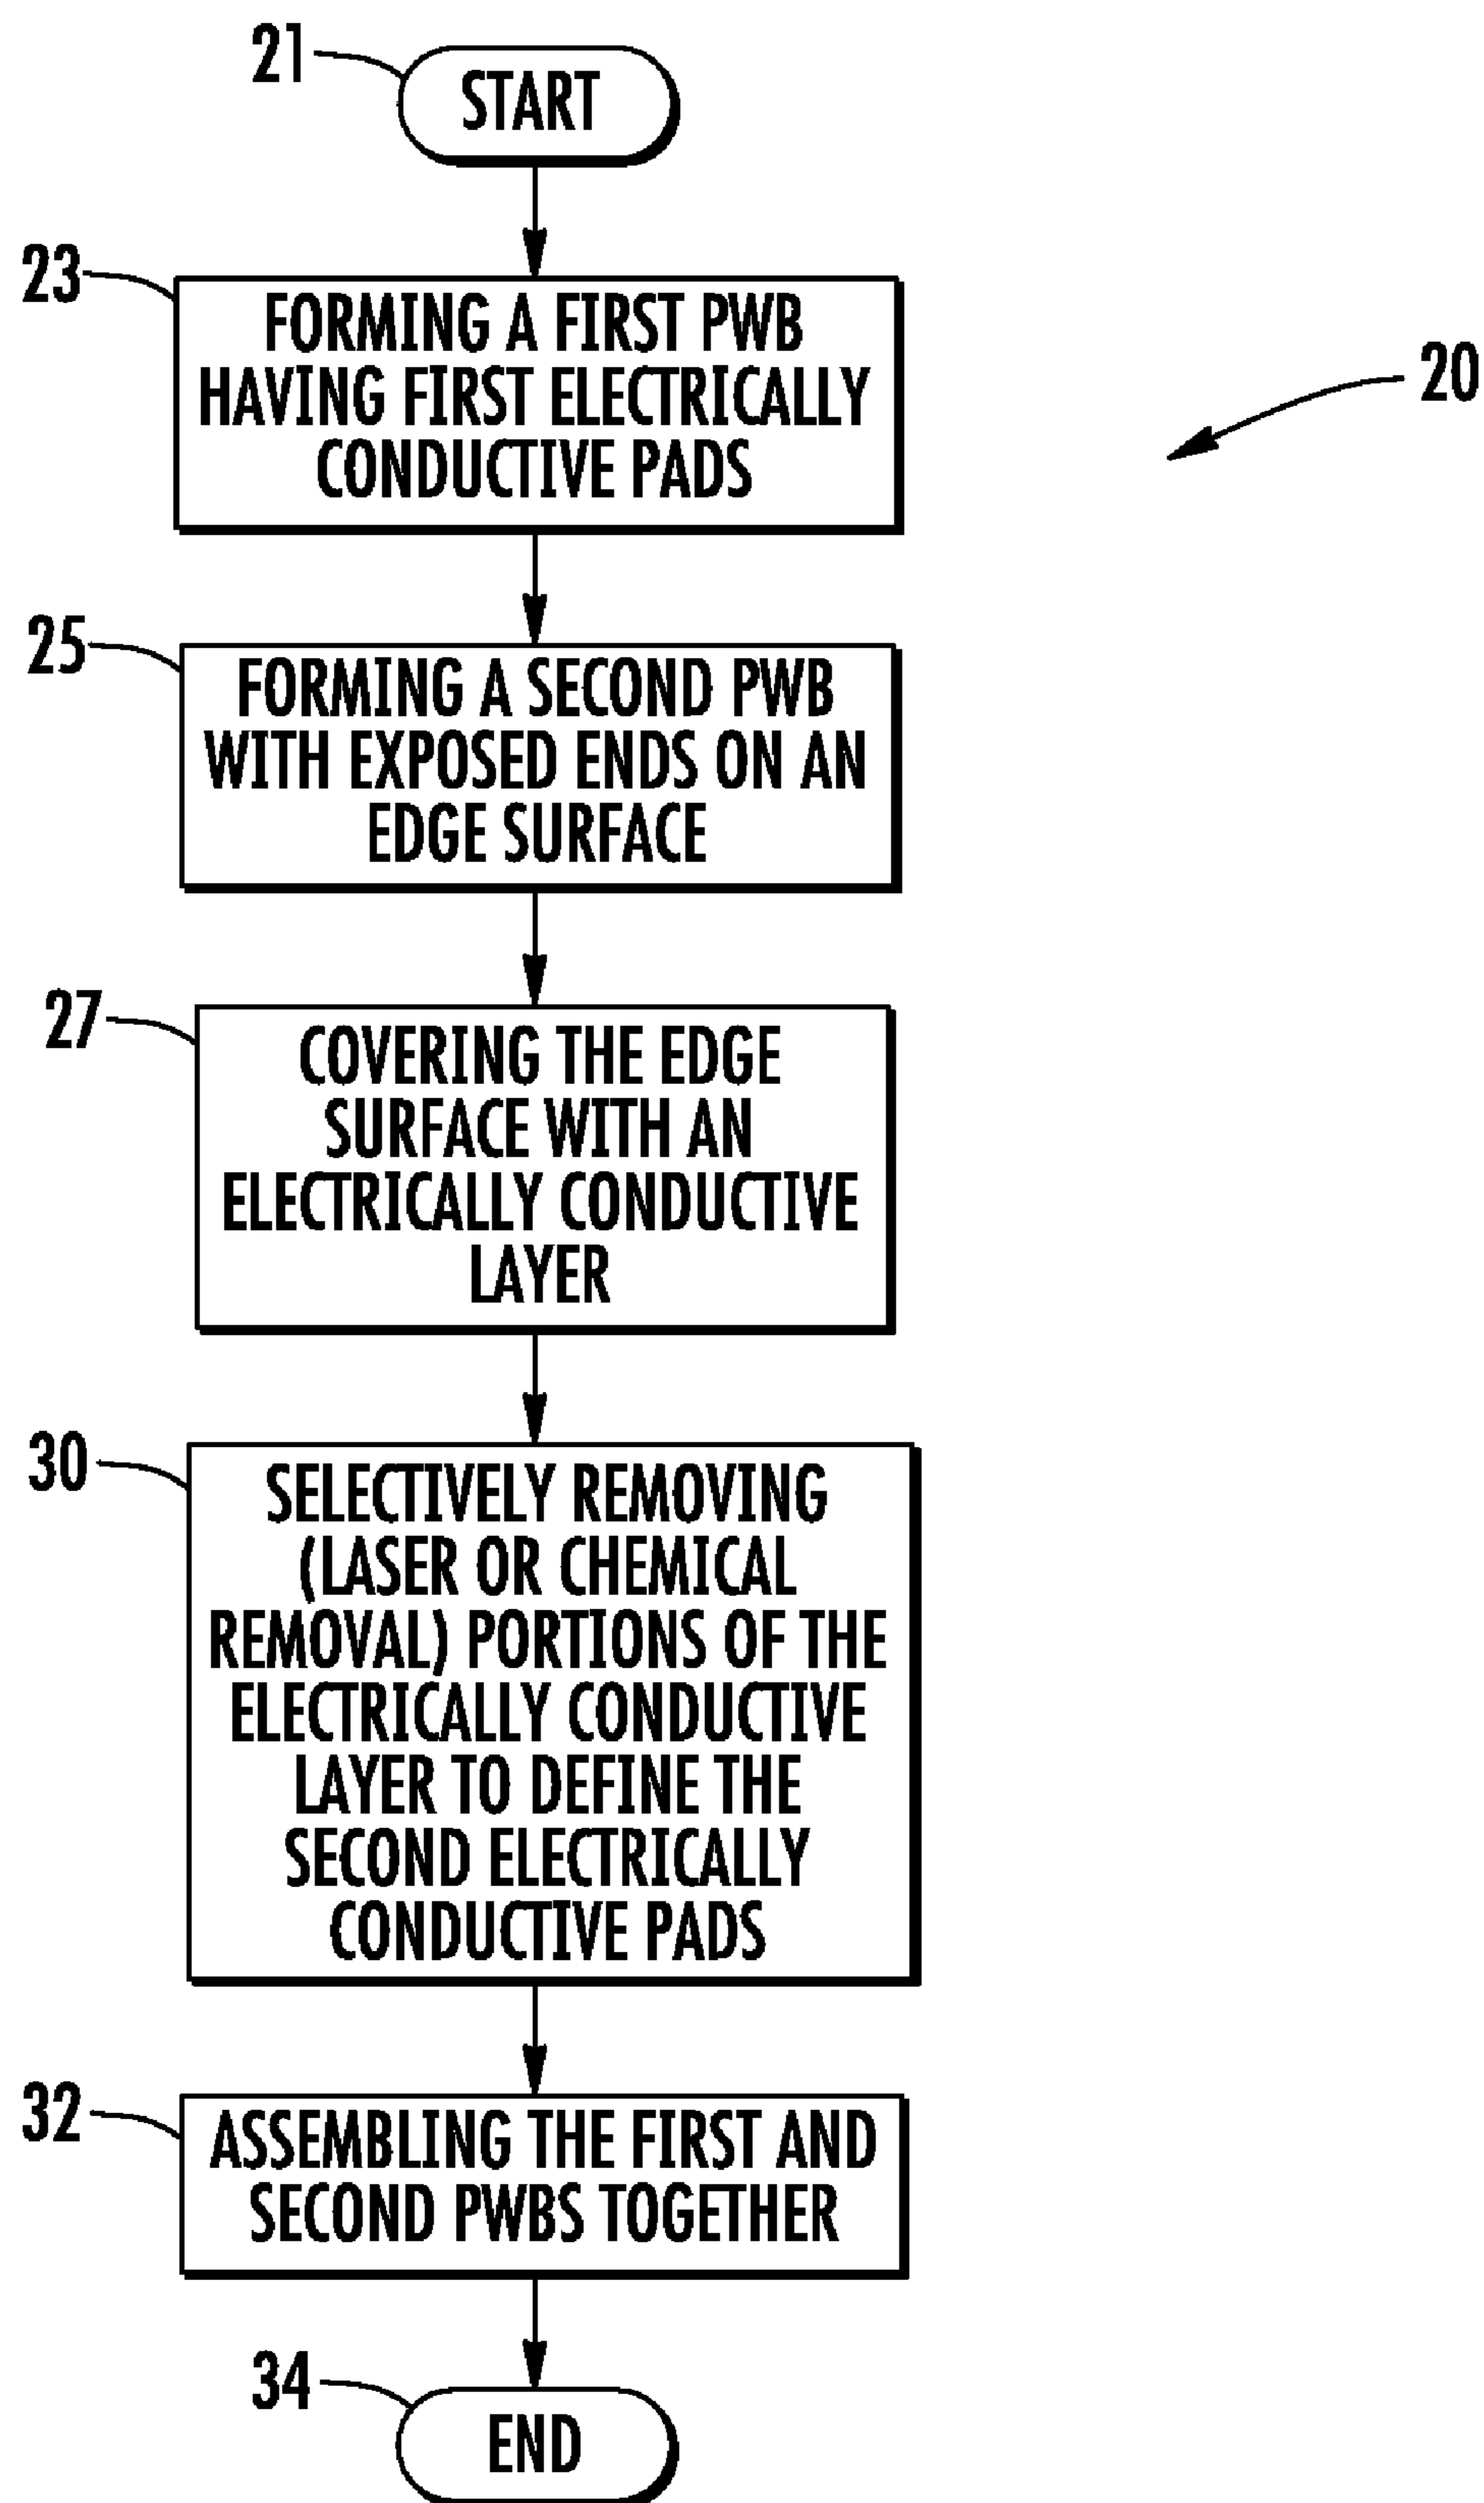 21
START
23
FORMING A FIRST PWB
HAVING FIRST ELECTRICALLY
CONDUCTIVE PADS
20
25
FORMING A SECOND PWB
WITH EXPOSED ENDS ON AN
EDGE SURFACE
27
COVERING THE EDGE
SURFACE WITH AN
ELECTRICALLY CONDUCTIVE
LAYER
30
SELECTIVELY REMOVING
(LASER OR CHEMICAL
REMOVAL) PORTIONS OF THE
ELECTRICALLY CONDUCTIVE
LAYER TO DEFINE THE
SECOND ELECTRICALLY
CONDUCTIVE PADS
32
ASSEMBLING THE FIRST AND
SECOND PWBS TOGETHER
34
END